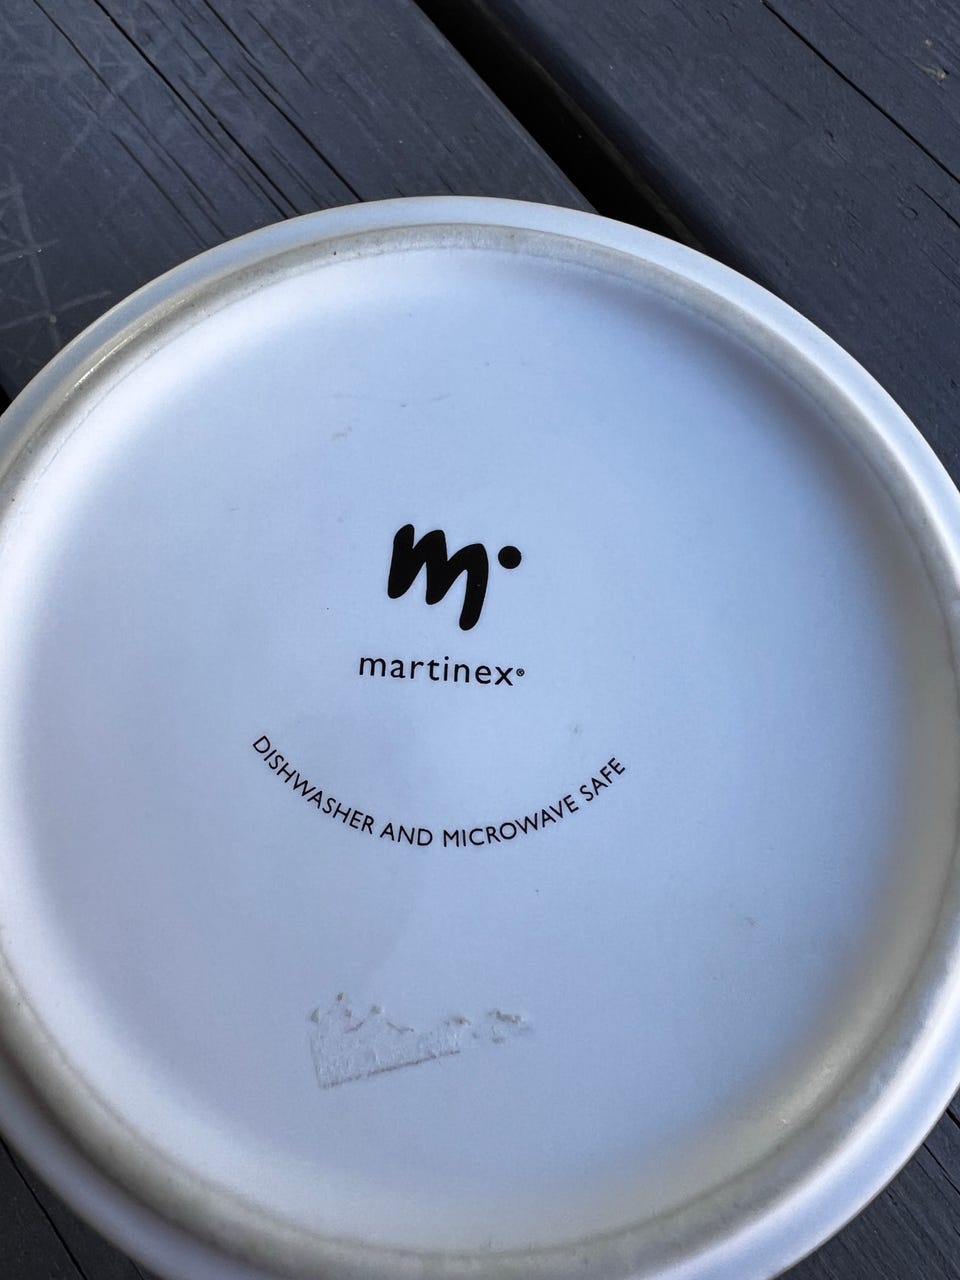 m
martinex®
DISHWASHER AND MICROWAVE SAFE